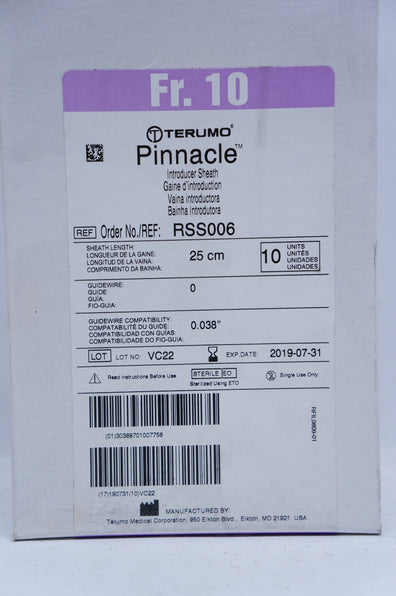 Fr. 10
TERUMO®
Pinnacle™
Introducer Sheath
Gaine d'introduction
Vaina introductora
Bainha Introdutora
REF Order No./REF: RSS006
SHEATH LENGTH:
LONGUEUR DE LA GAINE:
LONGITUD DE LA VAINA:
COMPRIMENTO DA BAINHA:
25 cm
10
UNITS
UNITÉS
UNIDADES
UNIDADES
GUIDEWIRE:
GUIDE:
GUÍA:
FIO-GUIA:
0
GUIDEWIRE COMPATIBILITY:
COMPATABILITÉ DU GUIDE:
COMPATIBILIDAD CON GUÍAS:
COMPATIBILIDADE DO FIO-GUIA:
0.038"
LOT LOT NO: VC22 EXP.DATE: 2019-07-31
Read Instructions Before Use
STERILE EO
Sterilized Using ETO
2 Single Use Only
(01)30389701007756
(17)190731(10)VC22
MANUFACTURED BY:
Terumo Medical Corporation, 950 Elkton Blvd., Elkton, MD 21921 USA